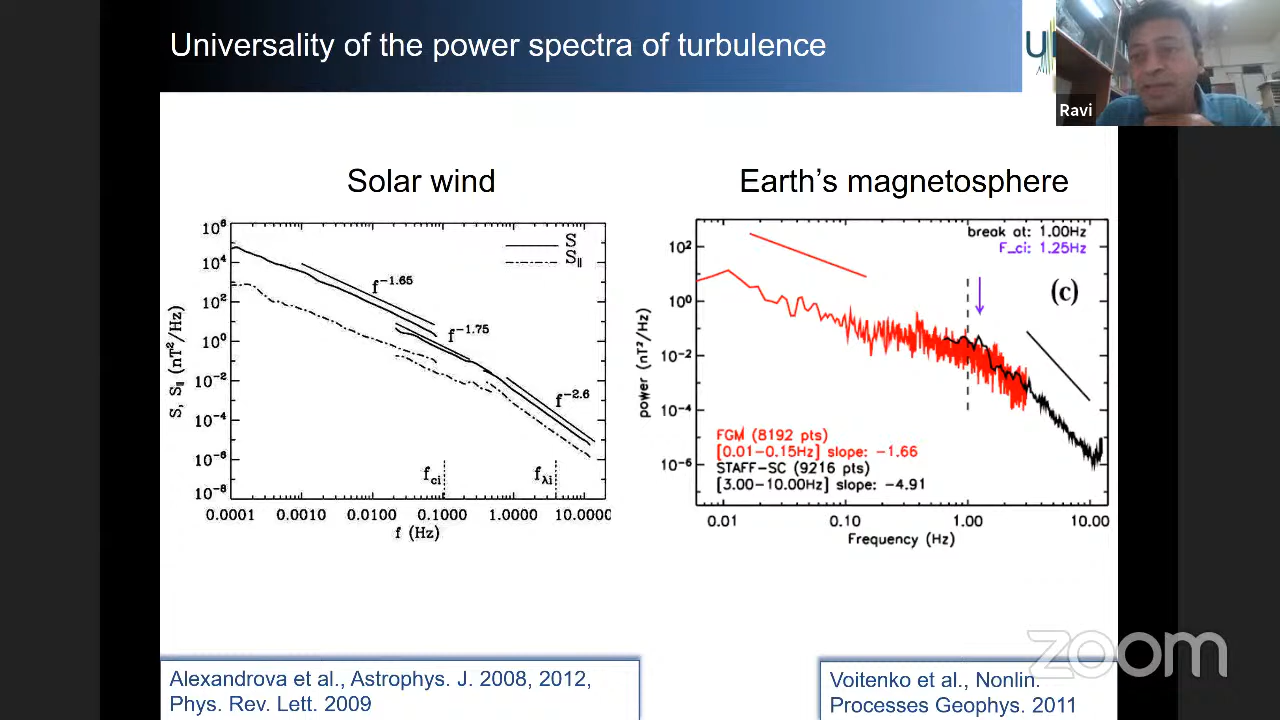 Universality of the power spectra of turbulence
Ravi
Solar wind
Earth's magnetosphere
S, S∥ (nT²/Hz)
10⁶
10⁴
10²
10⁰
10⁻²
10⁻⁴
10⁻⁶
10⁻⁸
S
S∥
f⁻¹·⁶⁵
f⁻¹·⁷⁵
f⁻²·⁶
f_ci
f_λi
0.0001 0.0010 0.0100 0.1000 1.0000 10.0000
f (Hz)
power (nT²/Hz)
10²
10⁰
10⁻²
10⁻⁴
10⁻⁶
break at: 1.00Hz
F_ci: 1.25Hz
(c)
FGM (8192 pts)
[0.01-0.15Hz] slope: -1.66
STAFF-SC (9216 pts)
[3.00-10.00Hz] slope: -4.91
0.01 0.10 1.00 10.00
Frequency (Hz)
zoom
Alexandrova et al., Astrophys. J. 2008, 2012,
Phys. Rev. Lett. 2009
Voitenko et al., Nonlin.
Processes Geophys. 2011